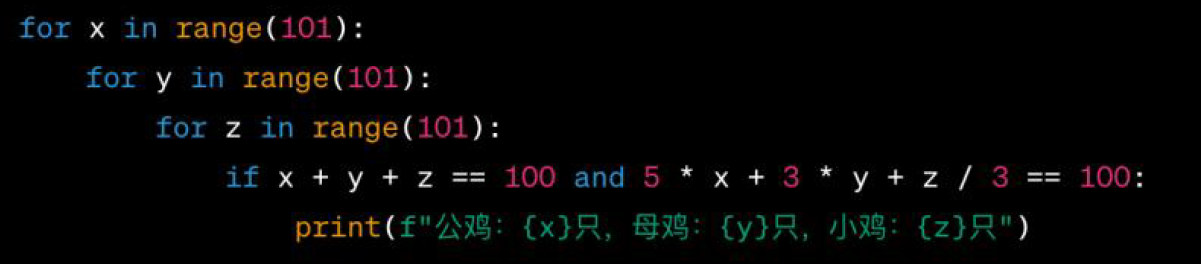 for x in range(101):
    for y in range(101):
        for z in range(101):
            if x + y + z == 100 and 5 * x + 3 * y + z / 3 == 100:
                print(f"公鸡：{x}只，母鸡：{y}只，小鸡：{z}只")